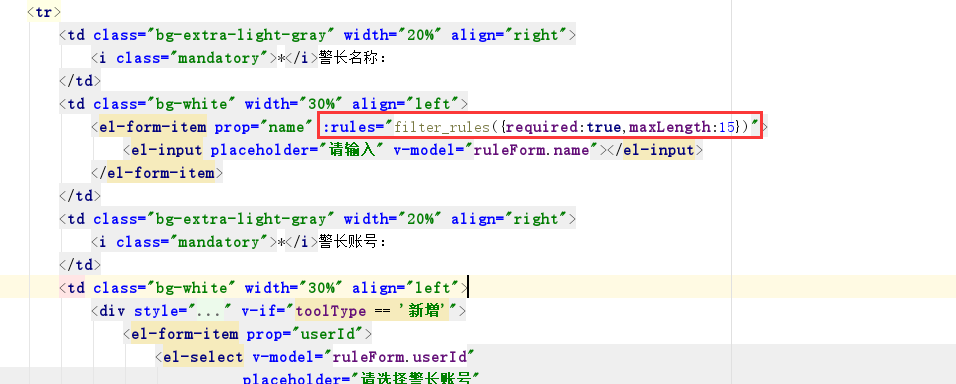 <tr>
<td class="bg-extra-light-gray" width="20%" align="right">
<i class="mandatory">*</i>警长名称：
</td>
<td class="bg-white" width="30%" align="left">
<el-form-item prop="name" :rules="filter_rules({required:true,maxLength:15})">
<el-input placeholder="请输入" v-model="ruleForm.name"></el-input>
</el-form-item>
</td>
<td class="bg-extra-light-gray" width="20%" align="right">
<i class="mandatory">*</i>警长账号：
</td>
<td class="bg-white" width="30%" align="left">
<div style="..." v-if="toolType == '新增'">
<el-form-item prop="userId">
<el-select v-model="ruleForm.userId"
placeholder="请选择警长账号"